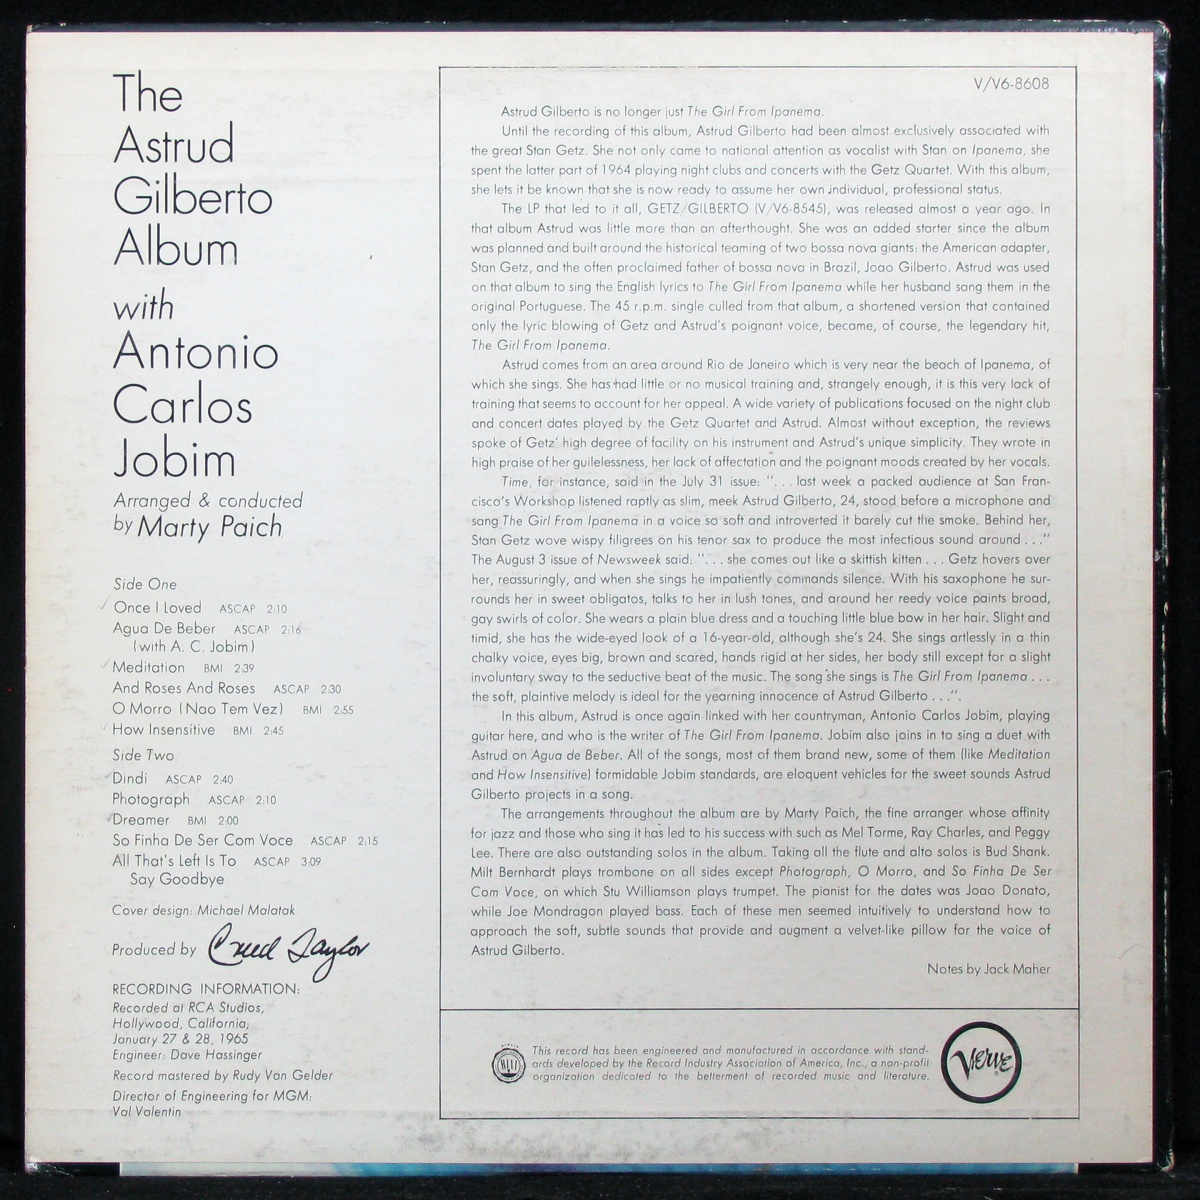 The
Astrud
Gilberto
Album
with
Antonio
Carlos
Jobim
Arranged & conducted
by Marty Paich
Side One
Once I Loved ASCAP 2:10
Agua De Beber ASCAP 2:16
(with A. C. Jobim)
Meditation BMI 2:39
And Roses And Roses ASCAP 2:30
O Morro (Nao Tem Vez) BMI 2:55
How Insensitive BMI 2:45
Side Two
Dindi ASCAP 2:40
Photograph ASCAP 2:10
Dreamer BMI 2:00
So Finha De Ser Com Voce ASCAP 2:15
All That's Left Is To ASCAP 3:09
Say Goodbye
Cover design: Michael Malatak
Produced by Creed Taylor
RECORDING INFORMATION:
Recorded at RCA Studios,
Hollywood, California;
January 27 & 28, 1965
Engineer: Dave Hassinger
Record mastered by Rudy Van Gelder
Director of Engineering for MGM:
Val Valentin
V/V6-8608
Astrud Gilberto is no longer just The Girl From Ipanema.
Until the recording of this album, Astrud Gilberto had been almost exclusively associated with
the great Stan Getz. She not only came to national attention as vocalist with Stan on Ipanema, she
spent the latter part of 1964 playing night clubs and concerts with the Getz Quartet. With this album,
she lets it be known that she is now ready to assume her own individual, professional status.
The LP that led to it all, GETZ/GILBERTO (V/V6-8545), was released almost a year ago. In
that album Astrud was little more than an afterthought. She was an added starter since the album
was planned and built around the historical teaming of two bossa nova giants: the American adapter,
Stan Getz, and the often proclaimed father of bossa nova in Brazil, Joao Gilberto. Astrud was used
on that album to sing the English lyrics to The Girl From Ipanema while her husband sang them in the
original Portuguese. The 45 r.p.m. single culled from that album, a shortened version that contained
only the lyric blowing of Getz and Astrud's poignant voice, became, of course, the legendary hit,
The Girl From Ipanema.
Astrud comes from an area around Rio de Janeiro which is very near the beach of Ipanema, of
which she sings. She has had little or no musical training and, strangely enough, it is this very lack of
training that seems to account for her appeal. A wide variety of publications focused on the night club
and concert dates played by the Getz Quartet and Astrud. Almost without exception, the reviews
spoke of Getz' high degree of facility on his instrument and Astrud's unique simplicity. They wrote in
high praise of her guilelessness, her lack of affectation and the poignant moods created by her vocals.
Time, for instance, said in the July 31 issue: "... last week a packed audience at San Fran-
cisco's Workshop listened raptly as slim, meek Astrud Gilberto, 24, stood before a microphone and
sang The Girl From Ipanema in a voice so soft and introverted it barely cut the smoke. Behind her,
Stan Getz wove wispy filigrees on his tenor sax to produce the most infectious sound around ..."
The August 3 issue of Newsweek said: "... she comes out like a skittish kitten ... Getz hovers over
her, reassuringly, and when she sings he impatiently commands silence. With his saxophone he sur-
rounds her in sweet obligatos, talks to her in lush tones, and around her reedy voice paints broad,
gay swirls of color. She wears a plain blue dress and a touching little blue bow in her hair. Slight and
timid, she has the wide-eyed look of a 16-year-old, although she's 24. She sings artlessly in a thin
chalky voice, eyes big, brown and scared, hands rigid at her sides, her body still except for a slight
involuntary sway to the seductive beat of the music. The song she sings is The Girl From Ipanema ...
the soft, plaintive melody is ideal for the yearning innocence of Astrud Gilberto ...".
In this album, Astrud is once again linked with her countryman, Antonio Carlos Jobim, playing
guitar here, and who is the writer of The Girl From Ipanema. Jobim also joins in to sing a duet with
Astrud on Agua de Beber. All of the songs, most of them brand new, some of them (like Meditation
and How Insensitive) formidable Jobim standards, are eloquent vehicles for the sweet sounds Astrud
Gilberto projects in a song.
The arrangements throughout the album are by Marty Paich, the fine arranger whose affinity
for jazz and those who sing it has led to his success with such as Mel Torme, Ray Charles, and Peggy
Lee. There are also outstanding solos in the album. Taking all the flute and alto solos is Bud Shank.
Milt Bernhardt plays trombone on all sides except Photograph, O Morro, and So Finha De Ser
Com Voce, on which Stu Williamson plays trumpet. The pianist for the dates was Joao Donato,
while Joe Mondragon played bass. Each of these men seemed intuitively to understand how to
approach the soft, subtle sounds that provide and augment a velvet-like pillow for the voice of
Astrud Gilberto.
Notes by Jack Maher
This record has been engineered and manufactured in accordance with stand-
ards developed by the Record Industry Association of America, Inc., a non-profit
organization dedicated to the betterment of recorded music and literature.
Verve